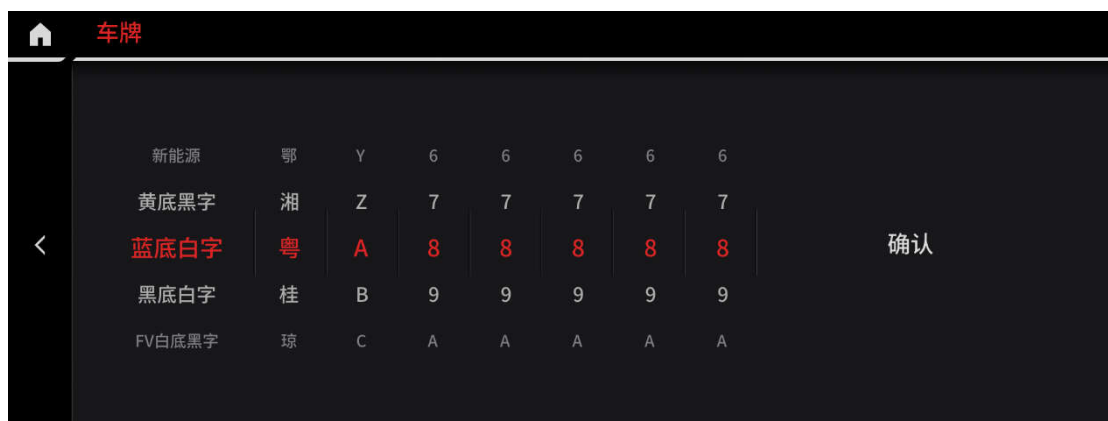 车牌
新能源 鄂 Y 6 6 6 6 6
黄底黑字 湘 Z 7 7 7 7 7
蓝底白字 粤 A 8 8 8 8 8 确认
黑底白字 桂 B 9 9 9 9 9
FV白底黑字 琼 C A A A A A